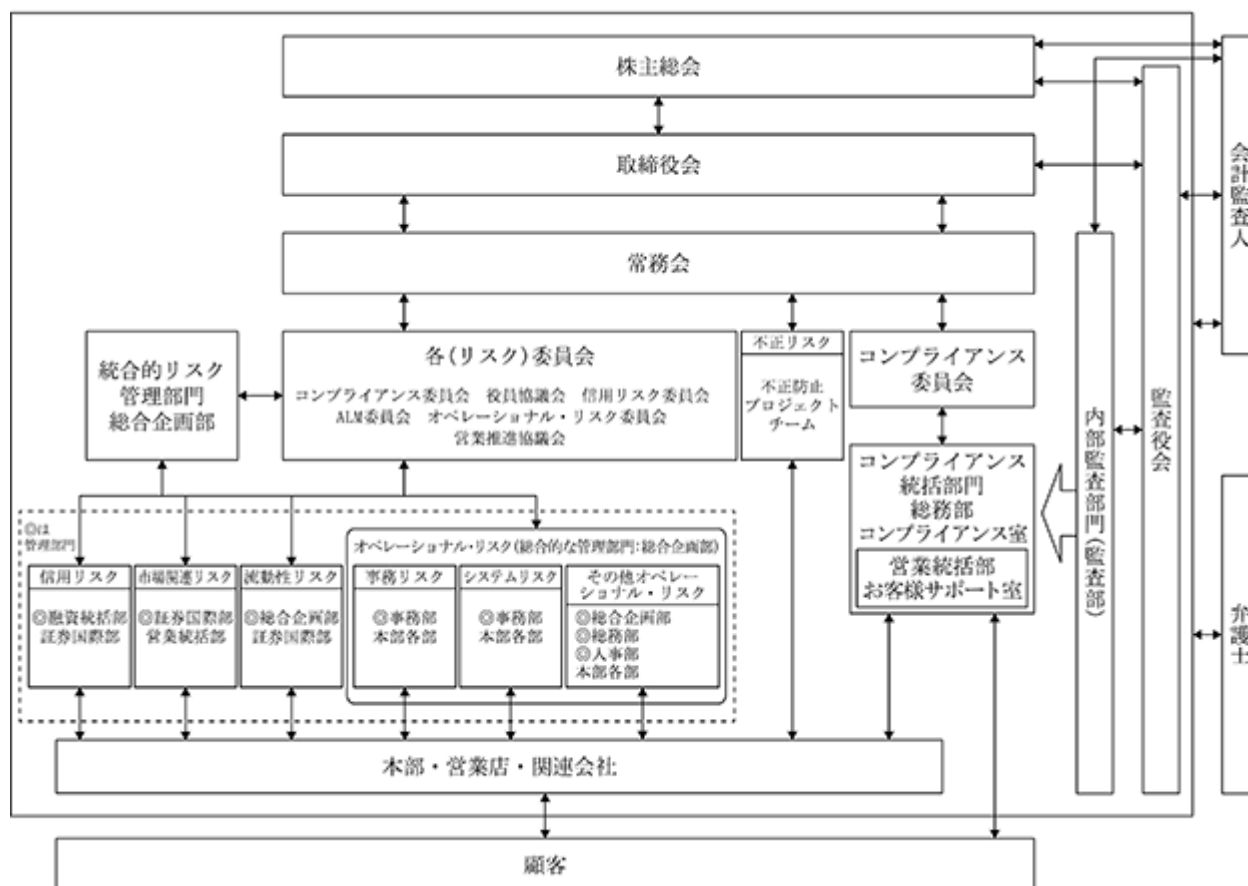 株主総会
取締役会
常務会
統合的リスク
管理部門
総合企画部
各(リスク)委員会
コンプライアンス委員会 役員協議会 信用リスク委員会
ALM委員会 オペレーショナル・リスク委員会
営業推進協議会
不正リスク
不正防止
プロジェクト
チーム
コンプライアンス
委員会
コンプライアンス
統括部門
総務部
コンプライアンス室
営業統括部
お客様サポート室
◎は
管理部門
オペレーショナル・リスク(総合的な管理部門:総合企画部)
信用リスク
◎融資統括部
証券国際部
市場関連リスク
◎証券国際部
営業統括部
流動性リスク
◎総合企画部
証券国際部
事務リスク
◎事務部
本部各部
システムリスク
◎事務部
本部各部
その他オペレー
ショナル・リスク
◎総合企画部
◎総務部
◎人事部
本部各部
本部・営業店・関連会社
顧客
内部監査部門(監査部)
監査役会
会計監査人
弁護士